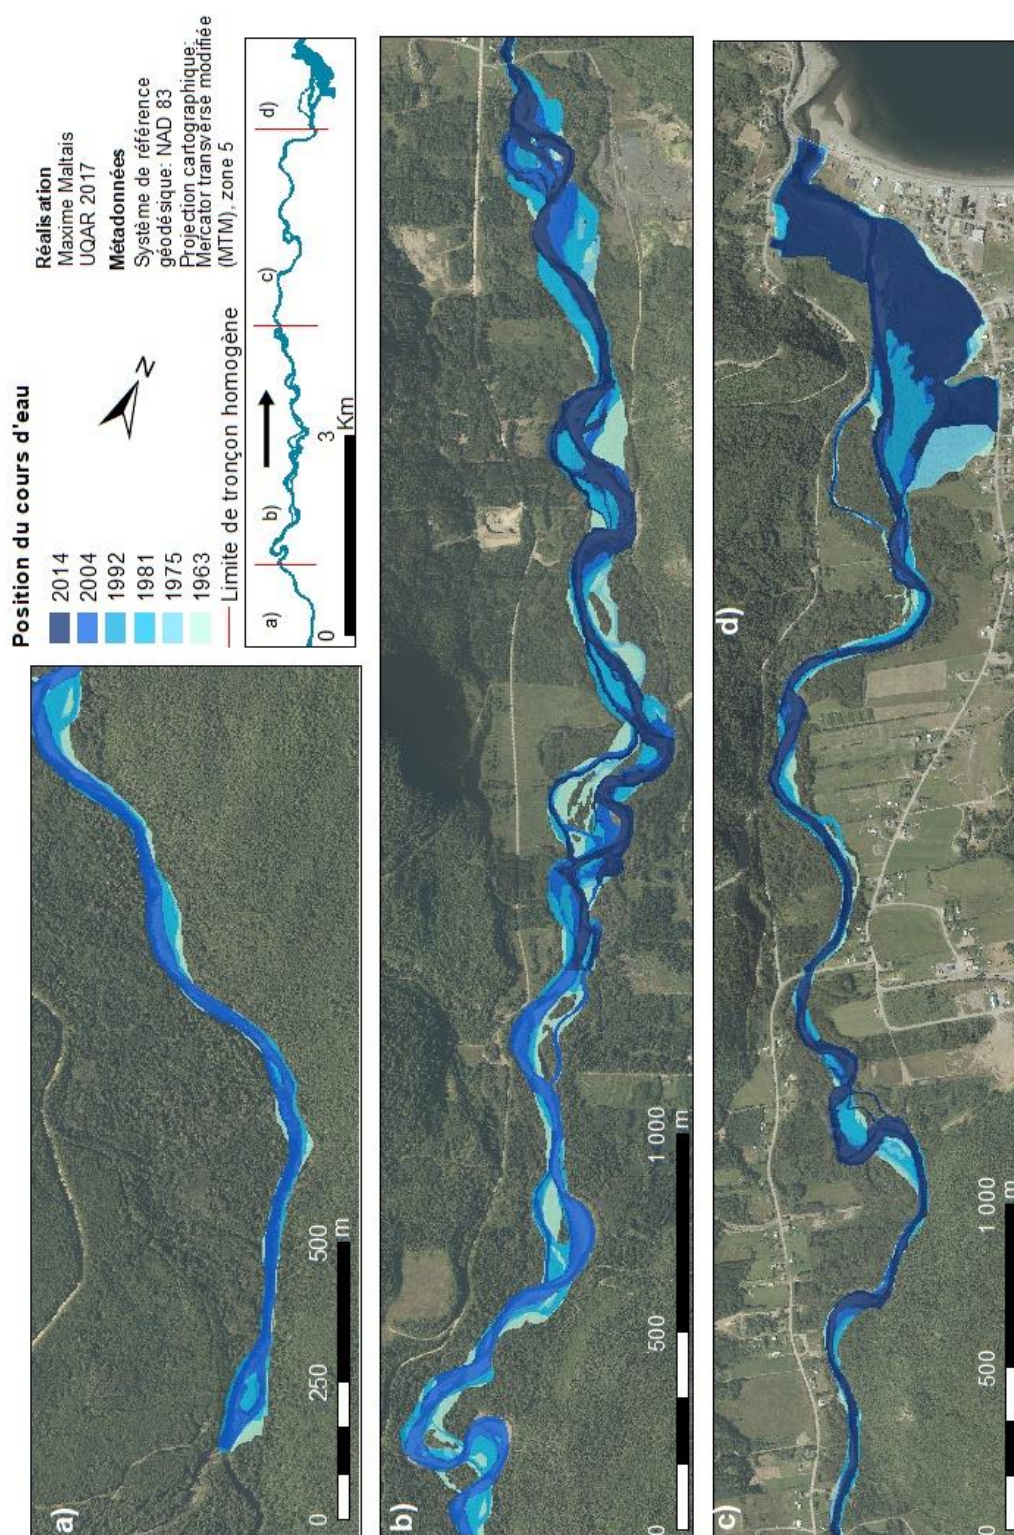 Position du cours d'eau
2014
2004
1992
1981
1975
1963
Limite de tronçon homogène
Réalisation
Maxime Maltais
UQAR 2017
Métadonnées
Système de référence
géodésique: NAD 83
Projection cartographique:
Mercator transverse modifiée
(MTM), zone 5
N
a)
b)
c)
d)
0
3
Km
a)
0
250
500
m
b)
0
500
1 000
m
c)
d)
0
500
1 000
m